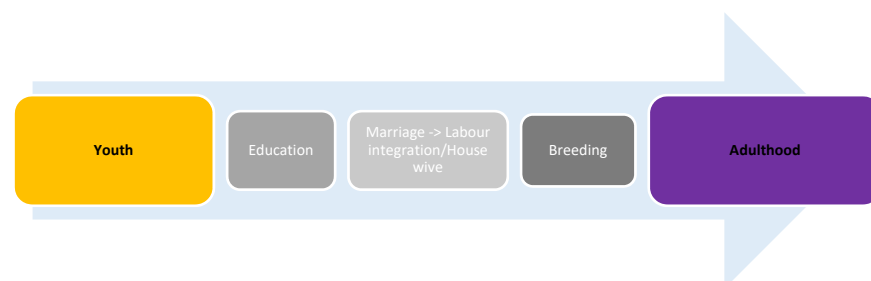 Youth
Education
Marriage -> Labour
integration/House
wive
Breeding
Adulthood